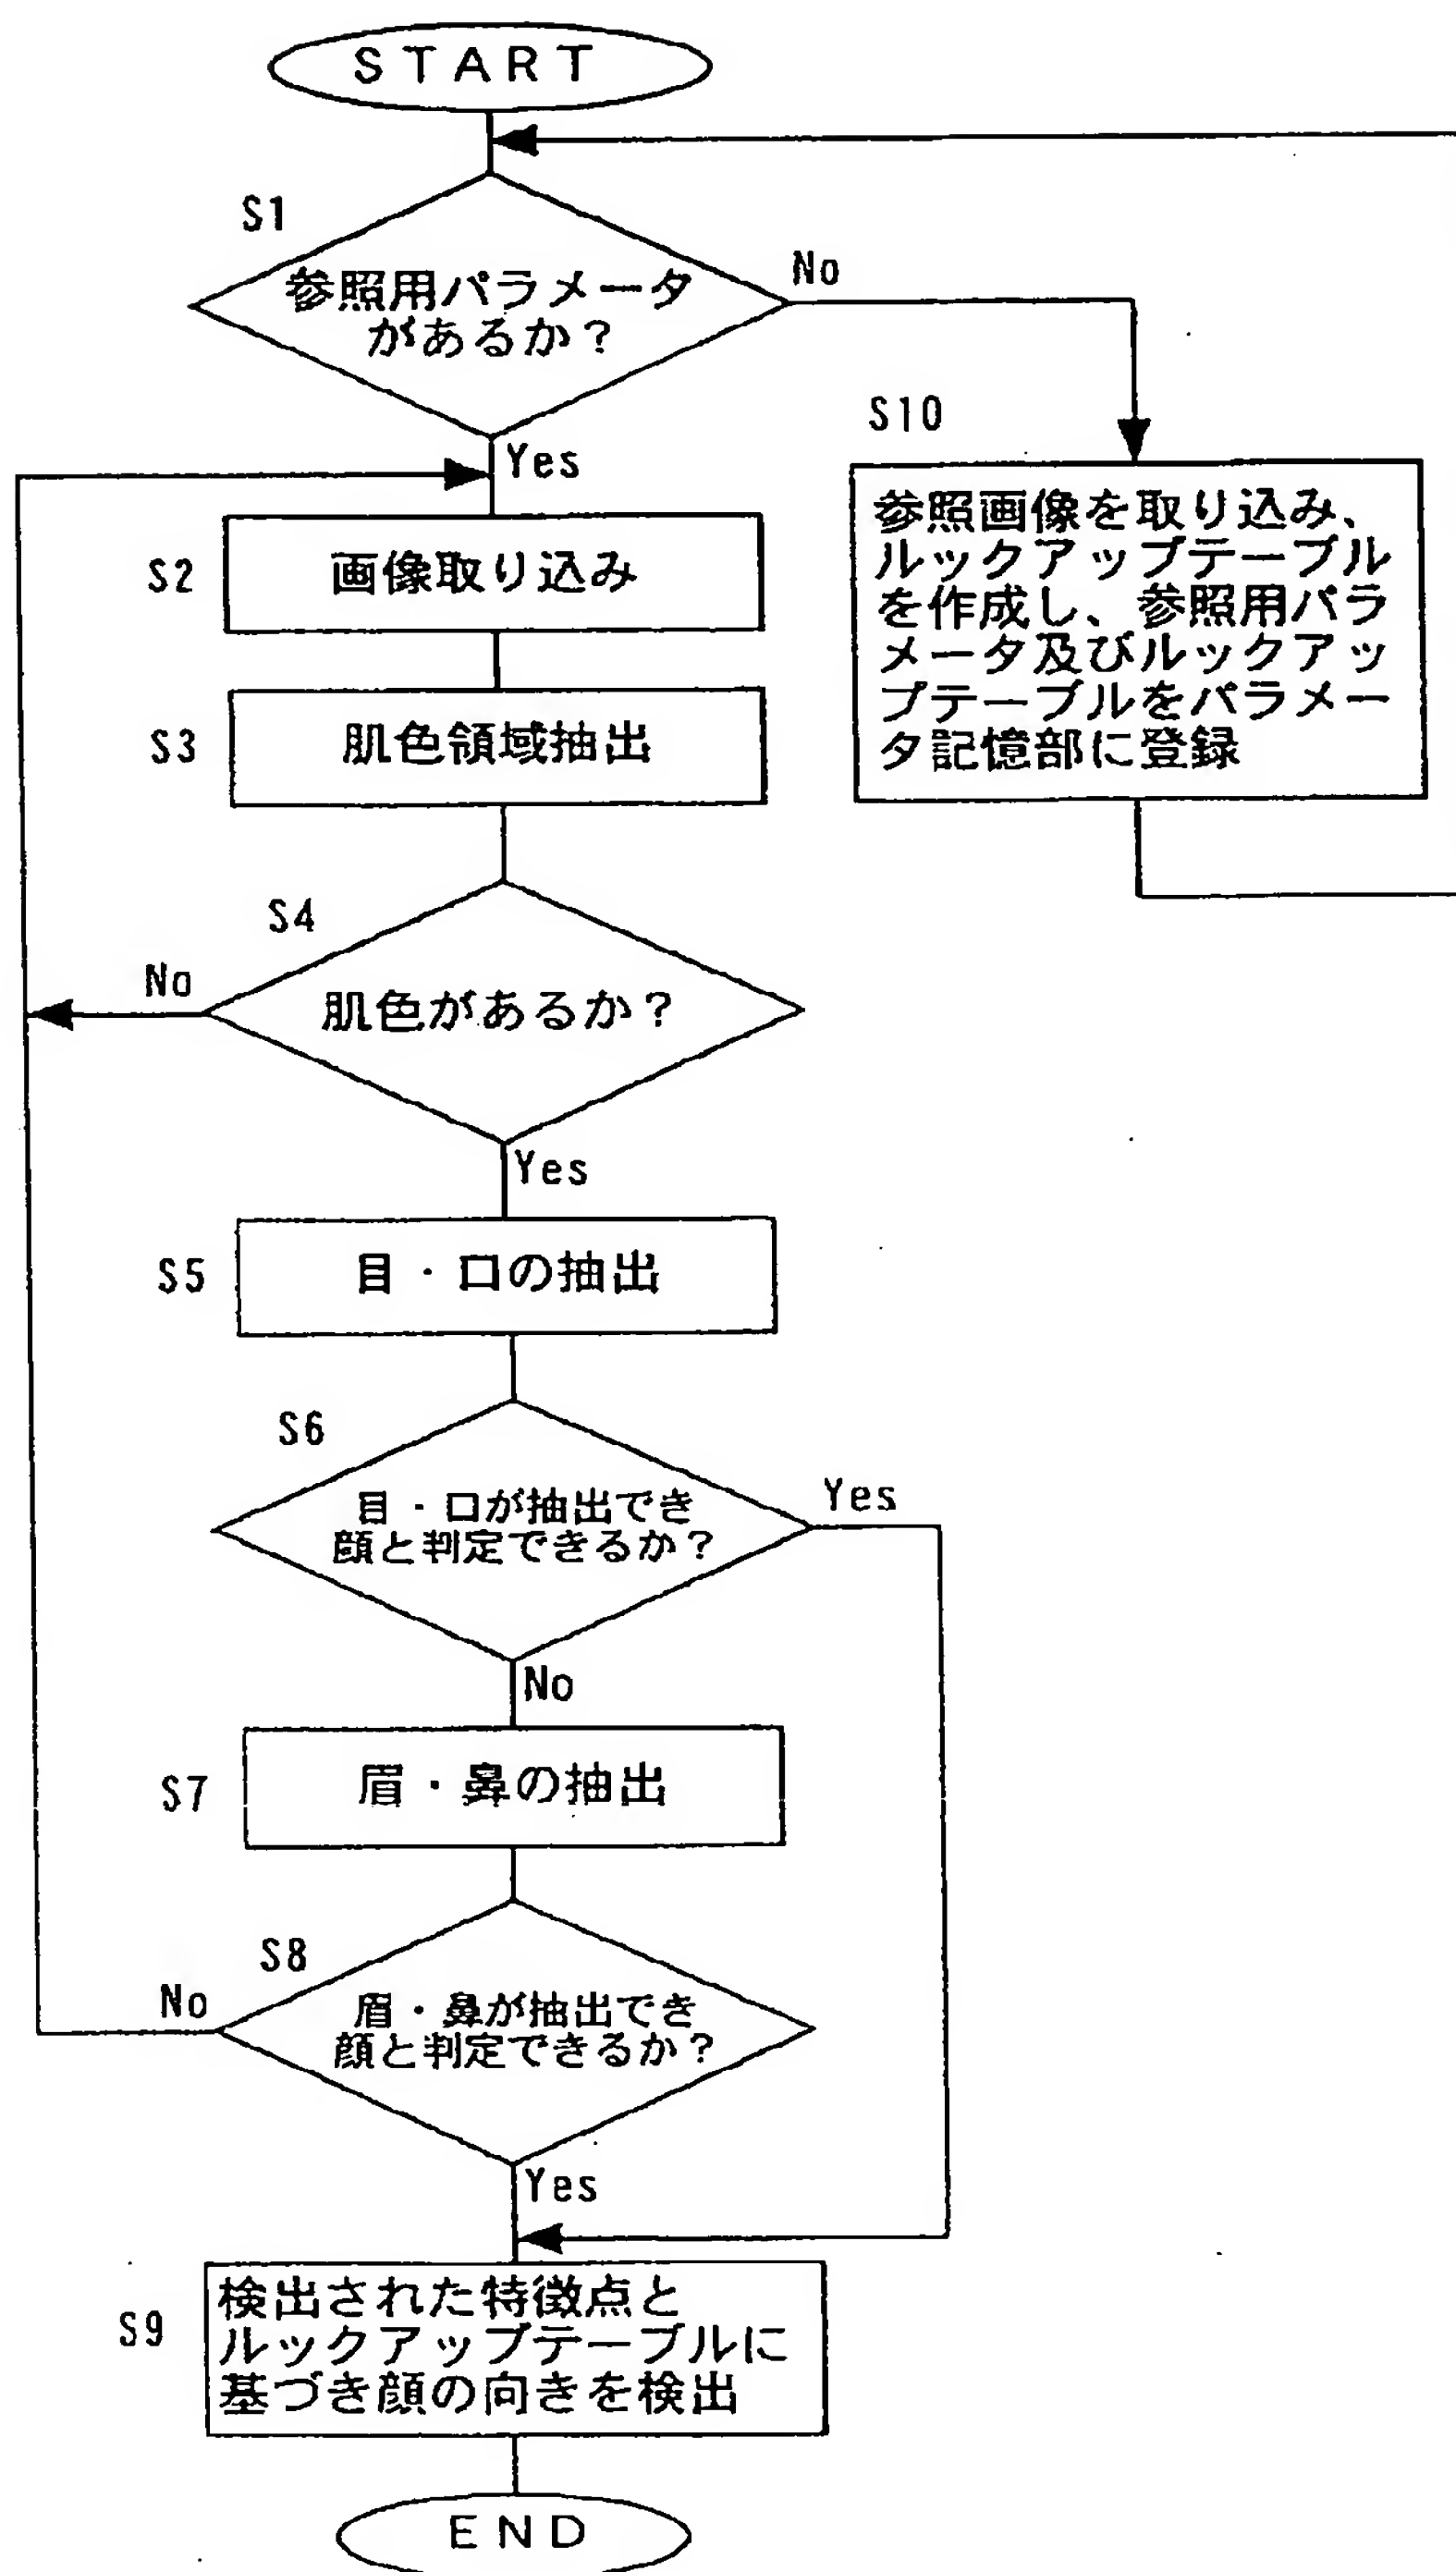 START
S1
参照用パラメータ
があるか？
No
Yes
S10
参照画像を取り込み、
ルックアップテーブル
を作成し、参照用パラ
メータ及びルックアッ
プテーブルをパラメー
タ記憶部に登録
S2
画像取り込み
S3
肌色領域抽出
S4
No
肌色があるか？
Yes
S5
目・口の抽出
S6
目・口が抽出でき
顔と判定できるか？
Yes
No
S7
眉・鼻の抽出
S8
No
眉・鼻が抽出でき
顔と判定できるか？
Yes
S9
検出された特徴点と
ルックアップテーブルに
基づき顔の向きを検出
END